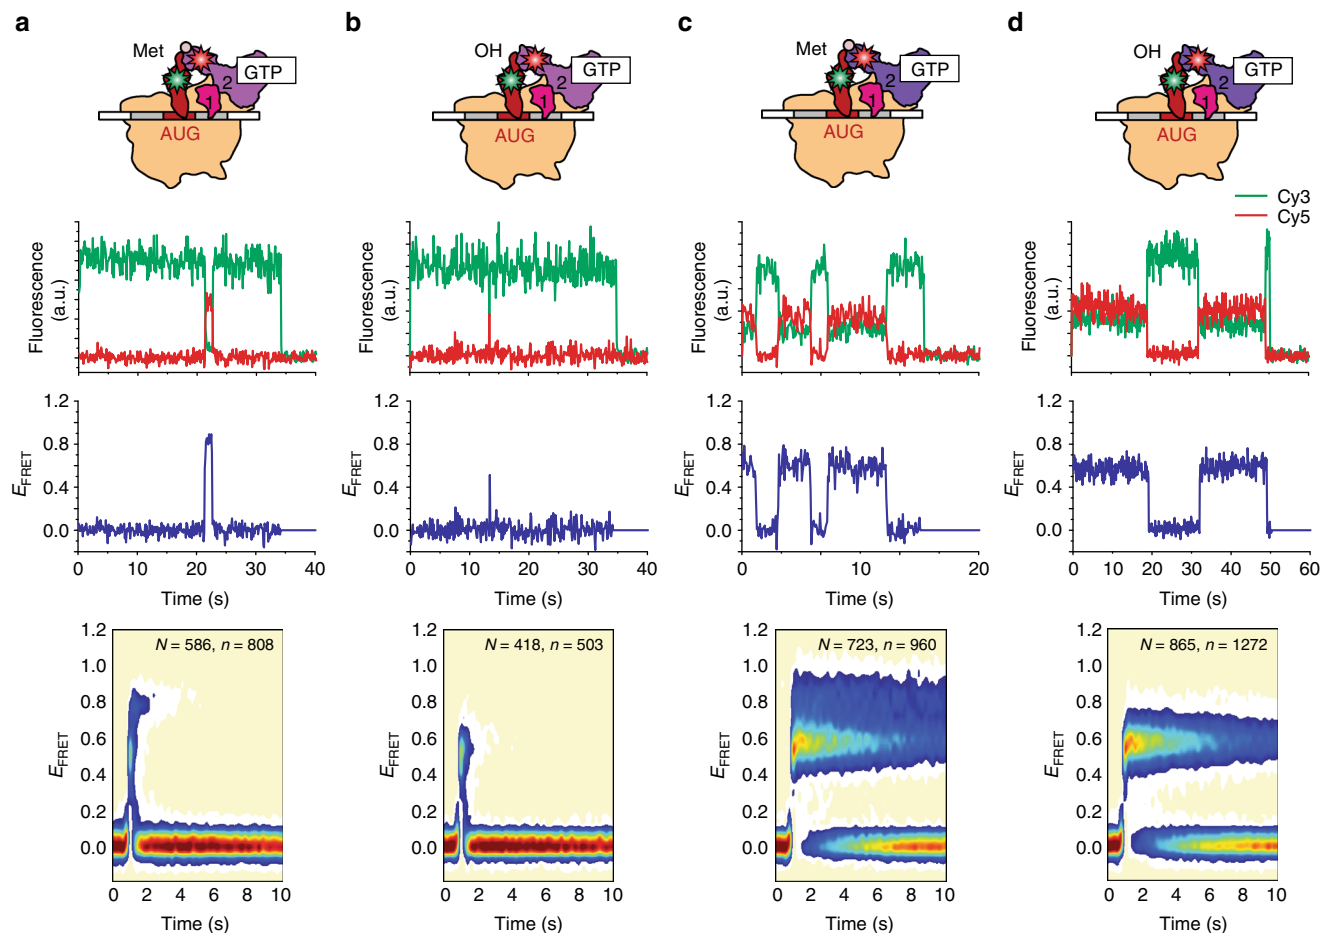 a b c d
Met OH Met OH
2 GTP 2 GTP 2 GTP 2 GTP
1 1 1 1
AUG AUG AUG AUG
Cy3
Cy5
Fluorescence (a.u.) Fluorescence (a.u.) Fluorescence (a.u.) Fluorescence (a.u.)
1.2 1.2 1.2 1.2
0.8 0.8 0.8 0.8
EFRET EFRET EFRET EFRET
0.4 0.4 0.4 0.4
0.0 0.0 0.0 0.0
0 10 20 30 40 0 10 20 30 40 0 10 20 0 10 20 30 40 50 60
Time (s) Time (s) Time (s) Time (s)
1.2 N = 586, n = 808 1.2 N = 418, n = 503 1.2 N = 723, n = 960 1.2 N = 865, n = 1272
1.0 1.0 1.0 1.0
0.8 0.8 0.8 0.8
0.6 0.6 0.6 0.6
EFRET EFRET EFRET EFRET
0.4 0.4 0.4 0.4
0.2 0.2 0.2 0.2
0.0 0.0 0.0 0.0
0 2 4 6 8 10 0 2 4 6 8 10 0 2 4 6 8 10 0 2 4 6 8 10
Time (s) Time (s) Time (s) Time (s)